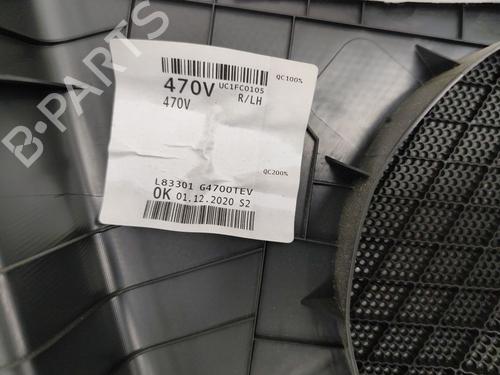 B-PARTS
470V UC1FC0105
470V R/LH
QC100%
QC200%
L83301 G4700TEV
OK 01.12.2020 S2